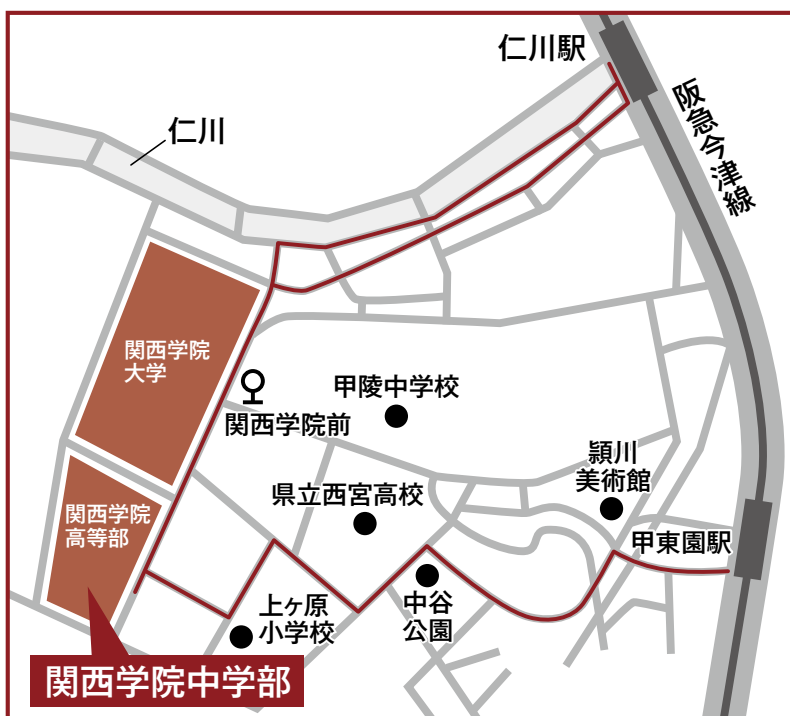 仁川駅
阪急今津線
仁川
関西学院
大学
甲陵中学校
関西学院前
頴川
美術館
県立西宮高校
関西学院
高等部
甲東園駅
中谷
公園
上ヶ原
小学校
関西学院中学部